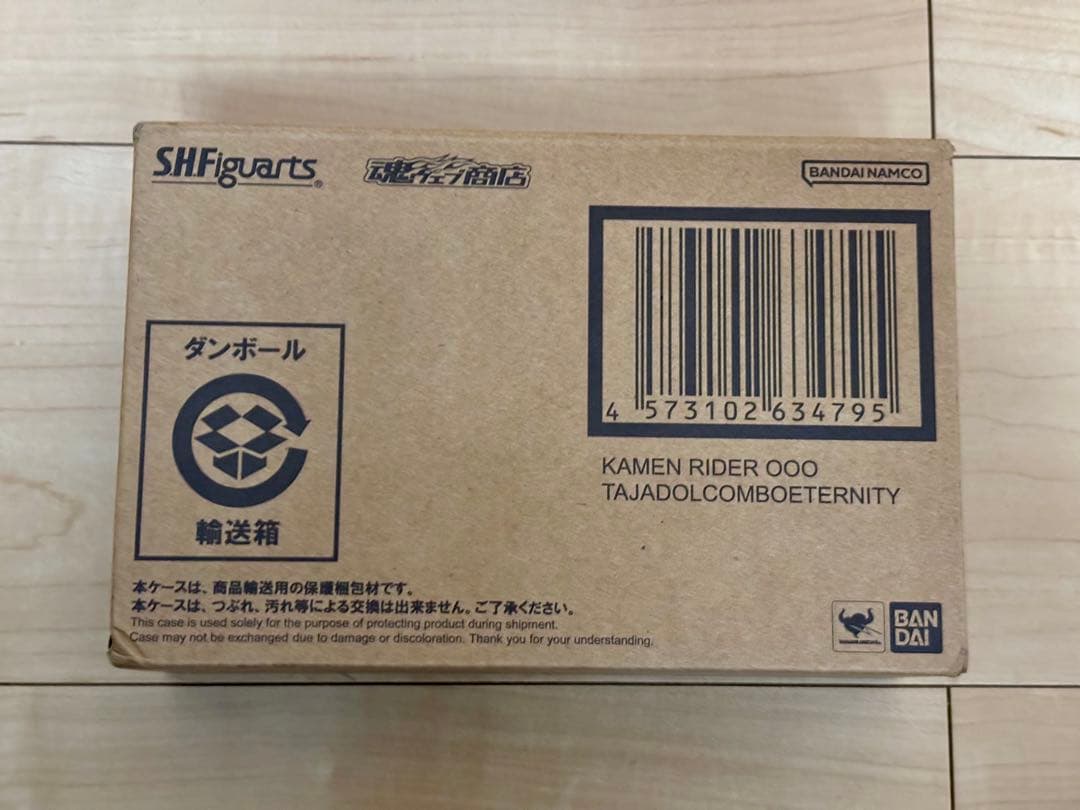 S.H.Figuarts®
魂ウェブ商店
BANDAI NAMCO
4 573102 634795
KAMEN RIDER OOO
TAJADOLCOMBOETERNITY
ダンボール
輸送箱
本ケースは、商品輸送用の保護梱包材です。
本ケースは、つぶれ、汚れ等による交換は出来ません。ご了承ください。
This case is used solely for the purpose of protecting product during shipment.
Case may not be exchanged due to damage or discoloration. Thank you for your understanding.
BAN
DAI